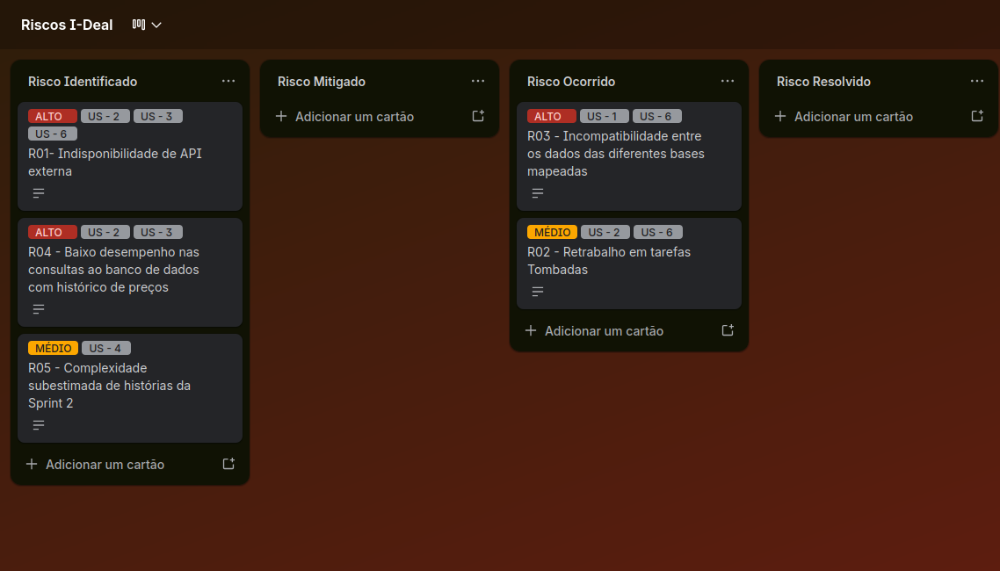 Riscos I-Deal
Risco Identificado
ALTO US - 2 US - 3
US - 6
R01- Indisponibilidade de API
externa
ALTO US - 2 US - 3
R04 - Baixo desempenho nas
consultas ao banco de dados
com histórico de preços
MÉDIO US - 4
R05 - Complexidade
subestimada de histórias da
Sprint 2
Adicionar um cartão
Risco Mitigado
Adicionar um cartão
Risco Ocorrido
ALTO US - 1 US - 6
R03 - Incompatibilidade entre
os dados das diferentes bases
mapeadas
MÉDIO US - 2 US - 6
R02 - Retrabalho em tarefas
Tombadas
Adicionar um cartão
Risco Resolvido
Adicionar um cartão